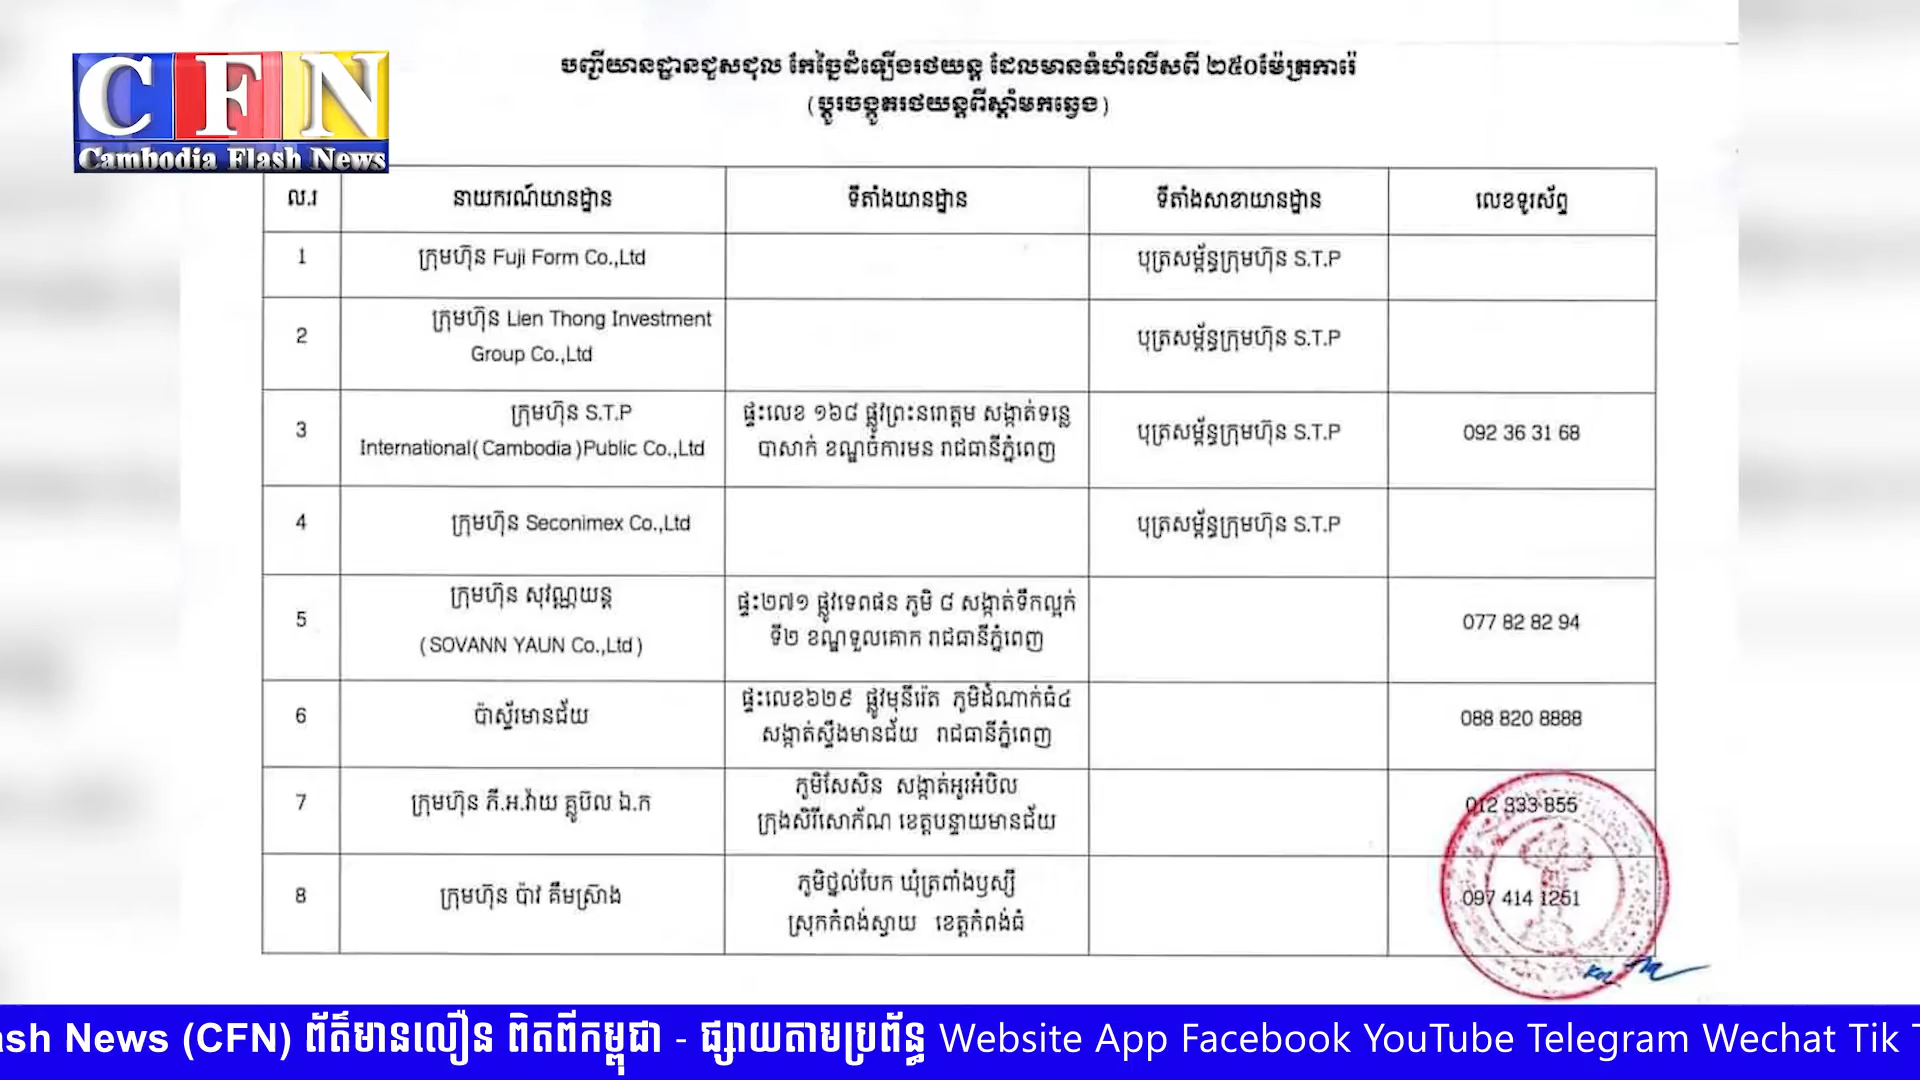 CFN
Cambodia Flash News
បញ្ជីយានដ្ឋានជួសជុល កែច្នៃដំឡើងរថយន្ត ដែលមានទំហំលើសពី ២៥០ម៉ែត្រការ៉េ
(ប្តូរចង្កូតរថយន្តពីស្តាំមកឆ្វេង)
ល.រ នាយករណ៍យានដ្ឋាន ទីតាំងយានដ្ឋាន ទីតាំងសាខាយានដ្ឋាន លេខទូរស័ព្ទ
1 ក្រុមហ៊ុន Fuji Form Co.,Ltd បុត្រសម្ព័ន្ធក្រុមហ៊ុន S.T.P
2 ក្រុមហ៊ុន Lien Thong Investment
Group Co.,Ltd បុត្រសម្ព័ន្ធក្រុមហ៊ុន S.T.P
3 ក្រុមហ៊ុន S.T.P
International(Cambodia)Public Co.,Ltd
ផ្ទះលេខ ១៦៨ ផ្លូវព្រះនរោត្តម សង្កាត់ទន្លេ
បាសាក់ ខណ្ឌចំការមន រាជធានីភ្នំពេញ
បុត្រសម្ព័ន្ធក្រុមហ៊ុន S.T.P
092 36 31 68
4 ក្រុមហ៊ុន Seconimex Co.,Ltd បុត្រសម្ព័ន្ធក្រុមហ៊ុន S.T.P
5 ក្រុមហ៊ុន សុវណ្ណយន្ត
(SOVANN YAUN Co.,Ltd)
ផ្ទះ២៧១ ផ្លូវទេពផន ភូមិ ៨ សង្កាត់ទឹកល្អក់
ទី២ ខណ្ឌទួលគោក រាជធានីភ្នំពេញ
077 82 82 94
6 ប៉ាស្ទ័រមានជ័យ
ផ្ទះលេខ៦២៩ ផ្លូវមុនីរ៉េត ភូមិដំណាក់ធំ៤
សង្កាត់ស្ទឹងមានជ័យ រាជធានីភ្នំពេញ
088 820 8888
7 ក្រុមហ៊ុន ភី.អ.វ៉ាយ គ្លូប៊ល ឯ.ក
ភូមិសែសិន សង្កាត់អូរអំបិល
ក្រុងសិរីសោភ័ណ ខេត្តបន្ទាយមានជ័យ
012 333 855
8 ក្រុមហ៊ុន ប៉ាវ គឹមស្រ៊ាង
ភូមិថ្នល់បែក ឃុំត្រពាំងឫស្សី
ស្រុកកំពង់ស្វាយ ខេត្តកំពង់ធំ
097 414 1251
ash News (CFN) ព័ត៌មានលឿន ពិតពីកម្ពុជា - ផ្សាយតាមប្រព័ន្ធ Website App Facebook YouTube Telegram Wechat Tik T